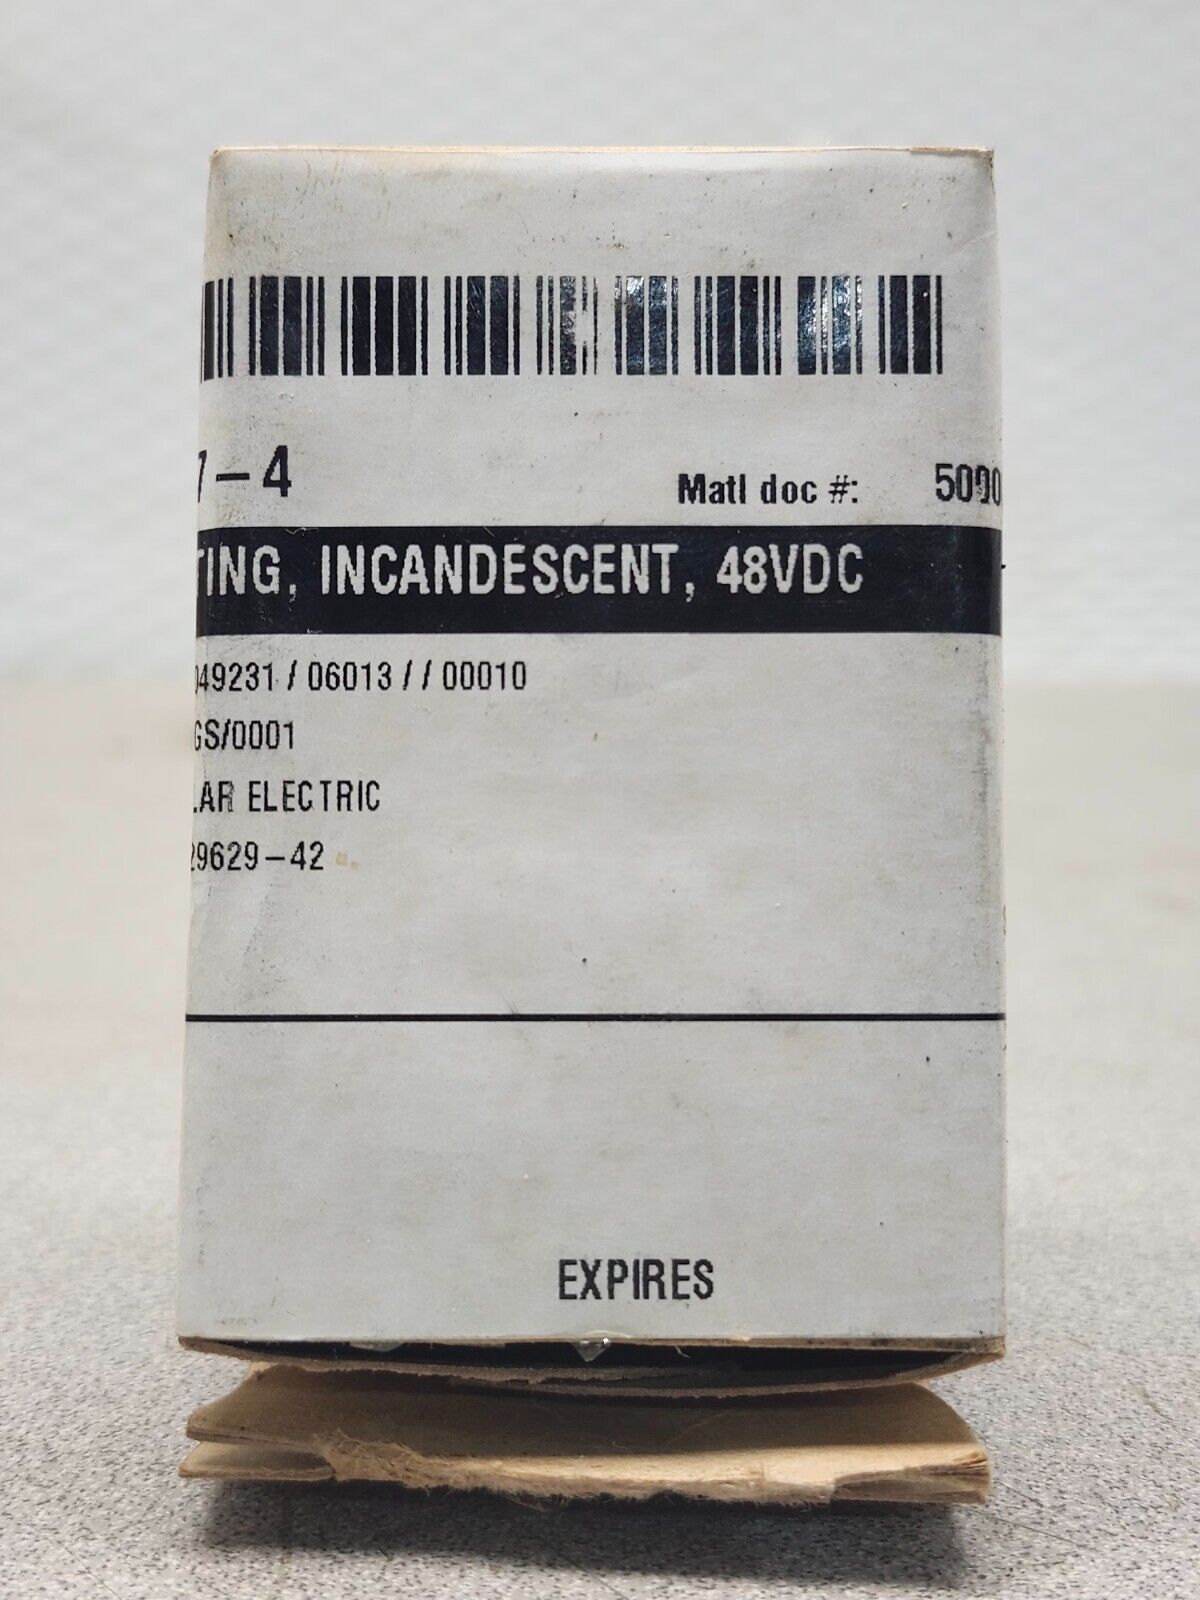 7-4 Matl doc #: 5000
TING, INCANDESCENT, 48VDC
049231 / 06013 / / 00010
GS/0001
LAR ELECTRIC
29629-42
EXPIRES